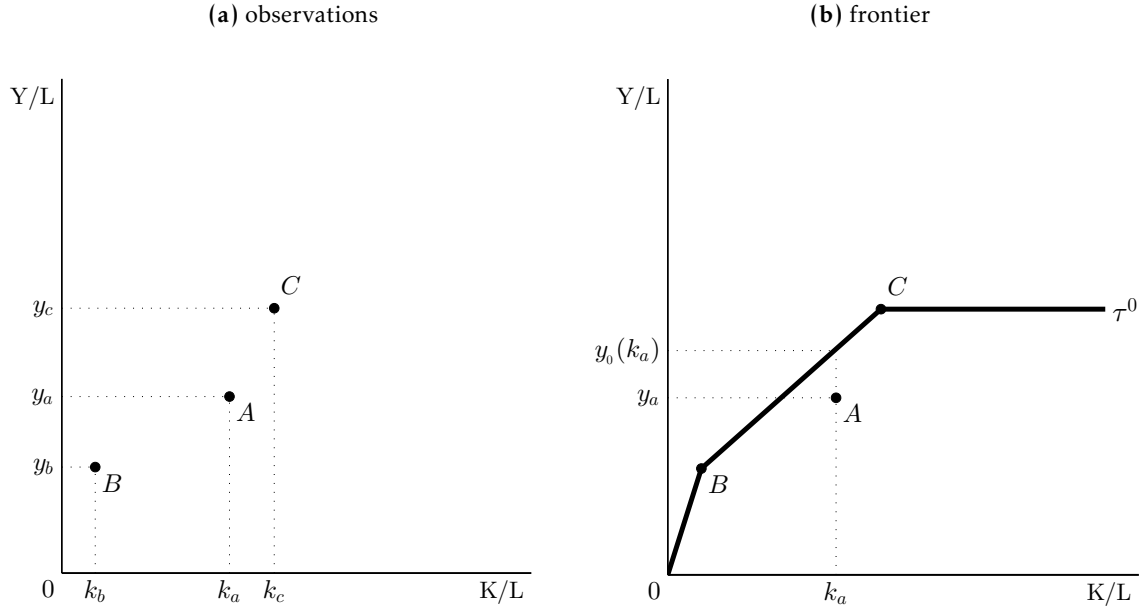 (a) observations
Y/L
C
y_c
y_a
A
y_b
B
0
k_b
k_a
k_c
K/L
(b) frontier
Y/L
C
τ^0
y_0(k_a)
y_a
A
B
0
k_a
K/L